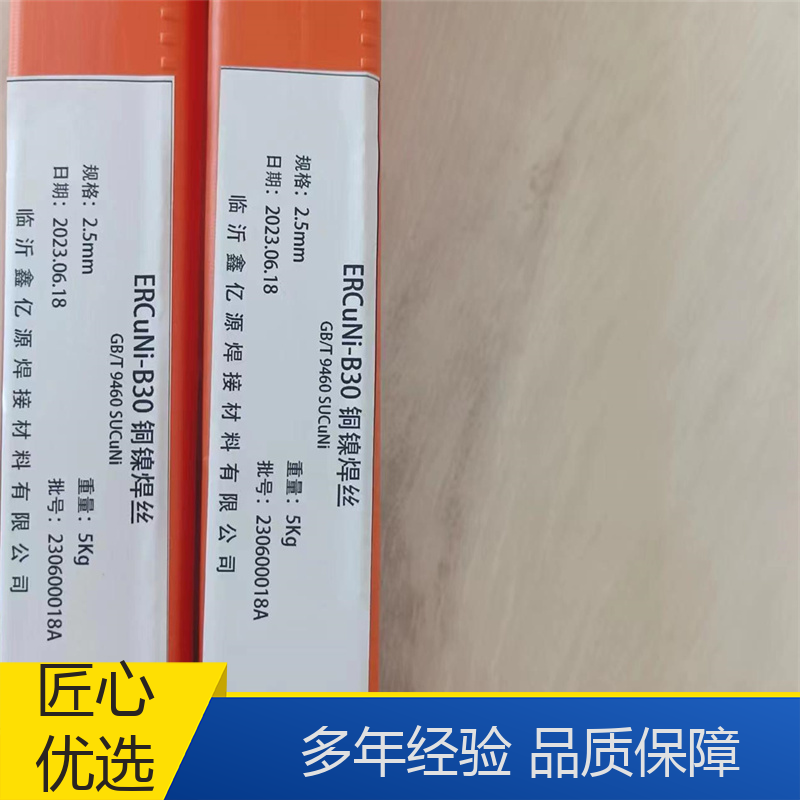 ERCuNi-B30 铜镍焊丝
GB/T 9460 SUCuNi
规格：2.5mm
重量：5Kg
日期：2023.06.18
批号：230600018A
临沂鑫亿源焊接材料有限公司
ERCuNi-B30 铜镍焊丝
GB/T 9460 SUCuNi
规格：2.5mm
重量：5Kg
日期：2023.06.18
批号：230600018A
临沂鑫亿源焊接材料有限公司
匠心
优选
多年经验 品质保障